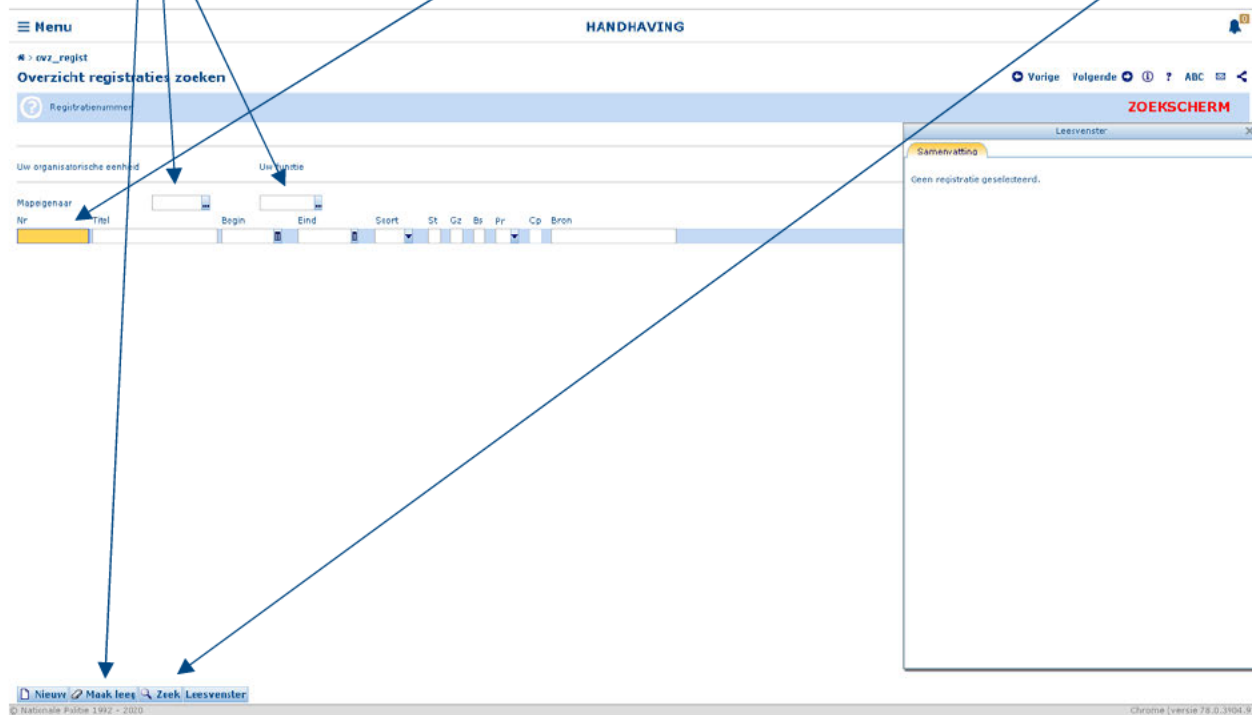 ≡ Menu HANDHAVING 0
> ovz_regist
Overzicht registraties zoeken Vorige Volgende ? ABC
? Registratienummer ZOEKSCHERM
Leesvenster
Samenvatting
Uw organisatorische eenheid Uw functie
Geen registratie geselecteerd.
Mapeigenaar ... ...
Nr Titel Begin Eind Soort St Gz Bs Pr Cp Bron
Nieuw Maak leeg Zoek Leesvenster
© Nationale Politie 1992 - 2020 Chrome (versie 78.0.3904.9